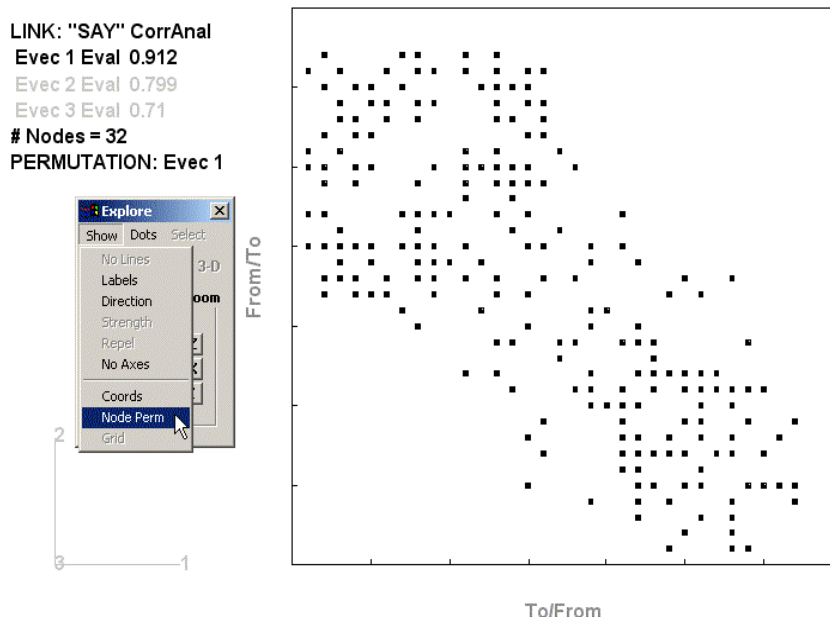 LINK: "SAY" CorrAnal
Evec 1 Eval 0.912
Evec 2 Eval 0.799
Evec 3 Eval 0.71
# Nodes = 32
PERMUTATION: Evec 1
Explore
Show Dots Select
No Lines
3-D
Labels
Direction
oom
Strength
Repel
No Axes
Coords
Node Perm
Grid
2
3
1
From/To
To/From